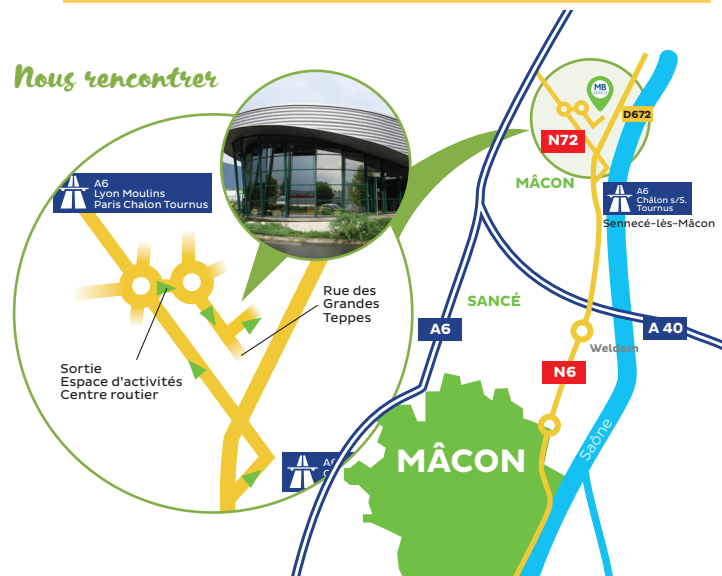 Nous rencontrer
A6
Lyon Moulins
Paris Chalon Tournus
Rue des
Grandes
Teppes
Sortie
Espace d'activités
Centre routier
MB
D672
N72
MÂCON
A6
Châlon s/S.
Tournus
Sennecé-lès-Mâcon
SANCÉ
A6
A 40
Weldom
N6
MÂCON
Saône